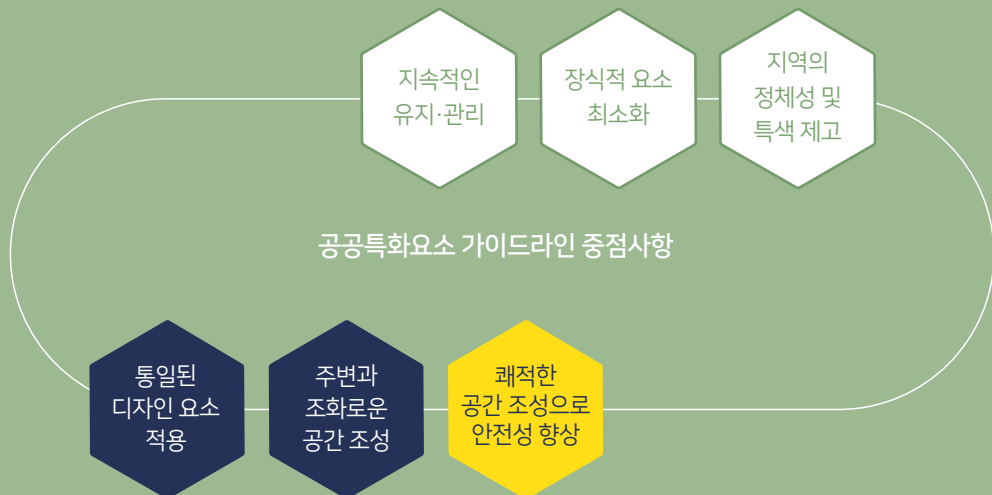 지속적인
유지·관리
장식적 요소
최소화
지역의
정체성 및
특색 제고
공공특화요소 가이드라인 중점사항
통일된
디자인 요소
적용
주변과
조화로운
공간 조성
쾌적한
공간 조성으로
안전성 향상